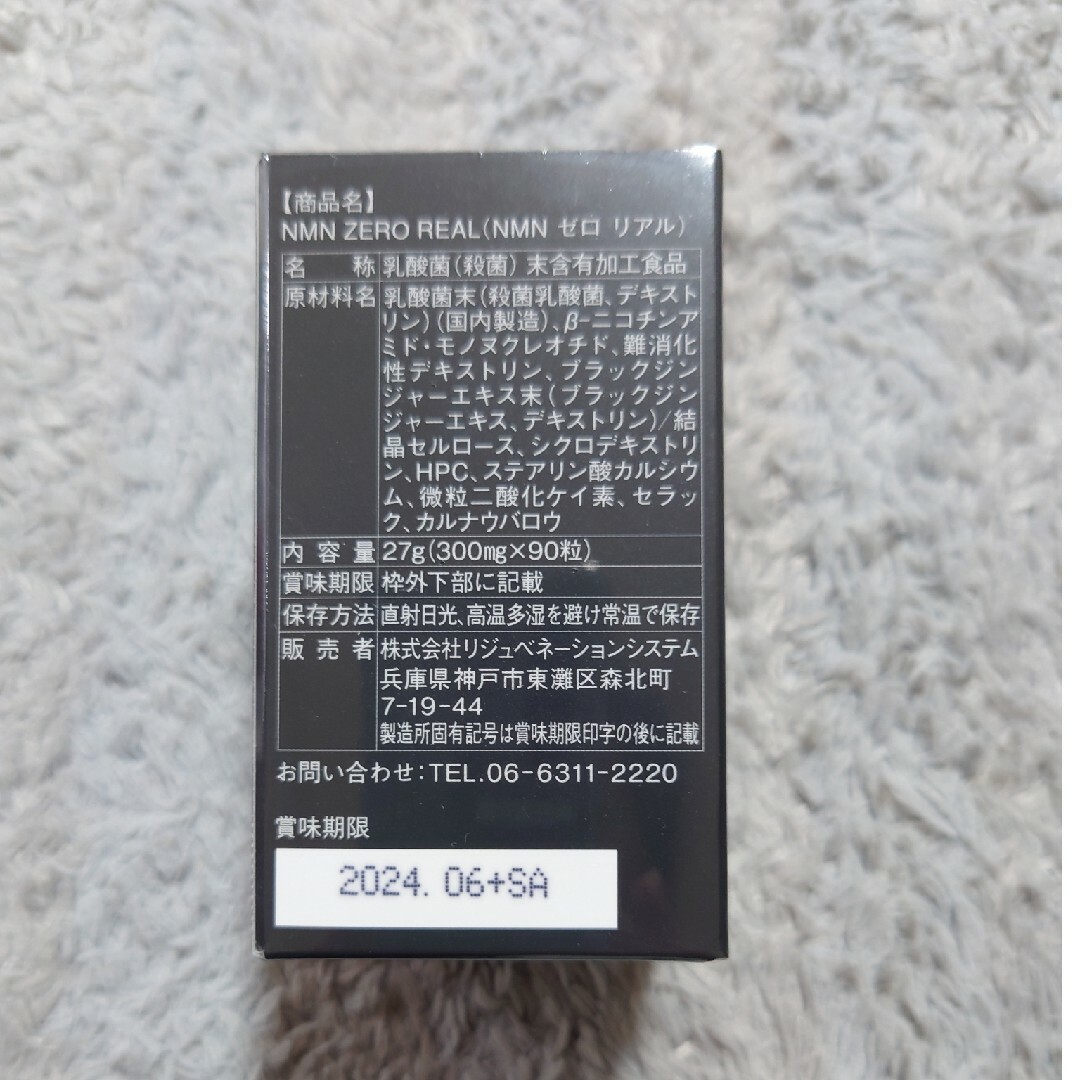 【商品名】
NMN ZERO REAL(NMN ゼロ リアル)
名称 乳酸菌(殺菌) 末含有加工食品
原材料名 乳酸菌末(殺菌乳酸菌、デキスト
リン)(国内製造)、β-ニコチンア
ミド・モノヌクレオチド、難消化
性デキストリン、ブラックジン
ジャーエキス末(ブラックジン
ジャーエキス、デキストリン)/結
晶セルロース、シクロデキストリ
ン、HPC、ステアリン酸カルシウ
ム、微粒二酸化ケイ素、セラッ
ク、カルナウバロウ
内容量 27g(300mg×90粒)
賞味期限 枠外下部に記載
保存方法 直射日光、高温多湿を避け常温で保存
販売者 株式会社リジュベネーションシステム
兵庫県神戸市東灘区森北町
7-19-44
製造所固有記号は賞味期限印字の後に記載
お問い合わせ:TEL.06-6311-2220
賞味期限
2024. 06+SA